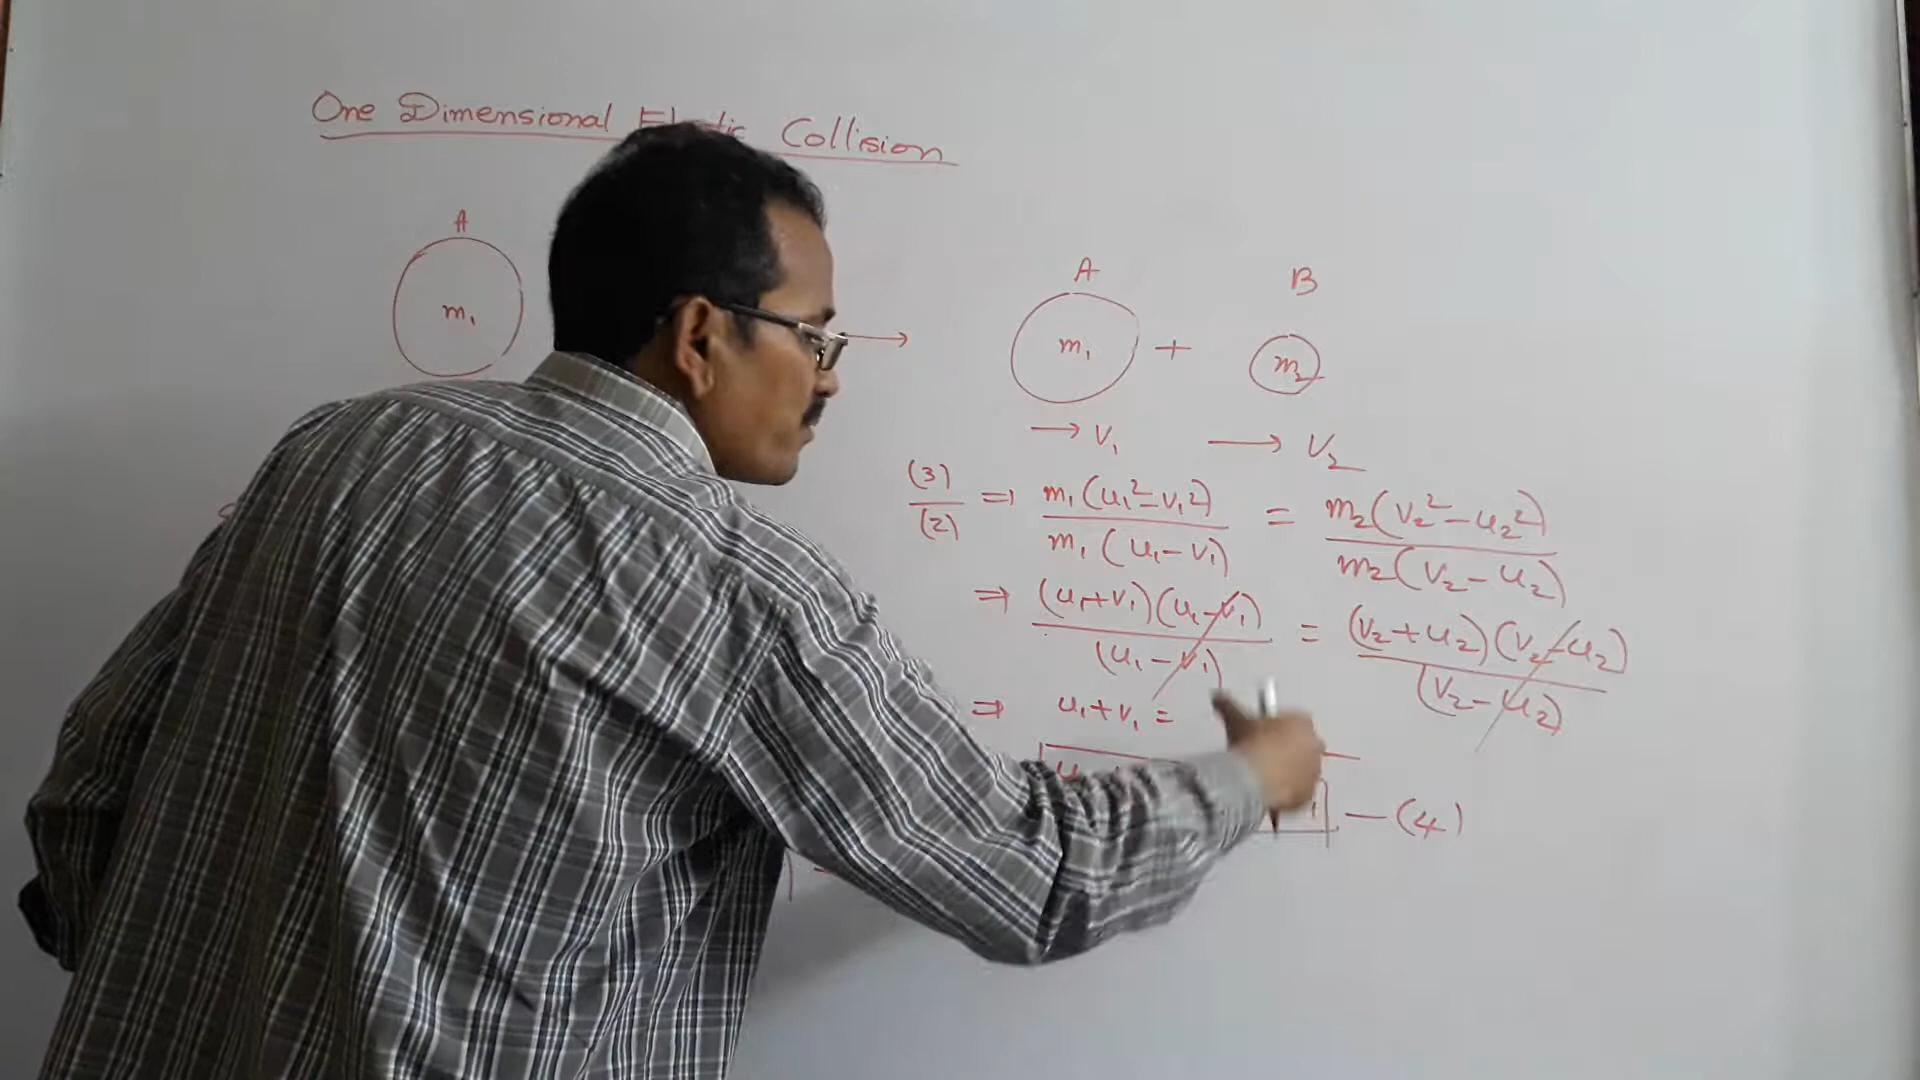 One Dimensional Collision
A
m₁
A B
m₁ + m₂
→ v₁ → v₂
(3)/(2) ⇒ m₁(u₁²-v₁²)/m₁(u₁-v₁) = m₂(v₂²-u₂²)/m₂(v₂-u₂)
⇒ (u₁+v₁)(u₁-v₁)/(u₁-v₁) = (v₂+u₂)(v₂-u₂)/(v₂-u₂)
⇒ u₁+v₁ =
—(4)